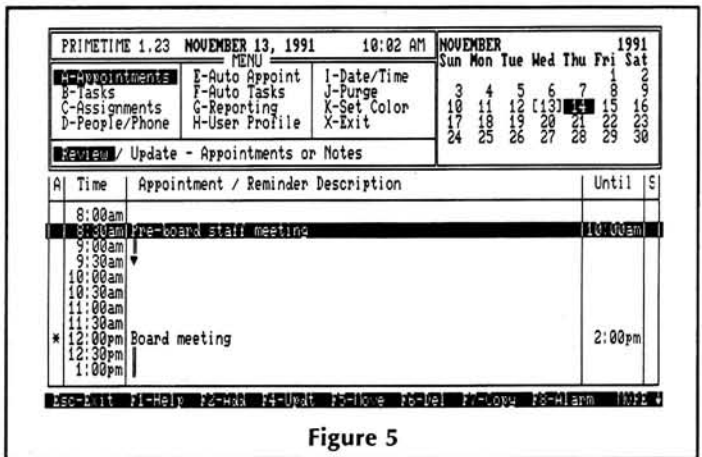 PRIMETIME 1.23 NOVEMBER 13, 1991 10:02 AM
MENU
A-Appointments E-Auto Appoint I-Date/Time
B-Tasks F-Auto Tasks J-Purge
C-Assignments G-Reporting K-Set Color
D-People/Phone H-User Profile X-Exit
Review / Update - Appointments or Notes
NOVEMBER 1991
Sun Mon Tue Wed Thu Fri Sat
1 2
3 4 5 6 7 8 9
10 11 12 [13] 14 15 16
17 18 19 20 21 22 23
24 25 26 27 28 29 30
A Time Appointment / Reminder Description Until S
8:00am
8:30am Pre-board staff meeting 10:00am
9:00am
9:30am
10:00am
10:30am
11:00am
11:30am
* 12:00pm Board meeting 2:00pm
12:30pm
1:00pm
Esc-Exit F1-Help F2-Add F4-Updt F5-Move F6-Del F7-Copy F8-Alarm MORE
Figure 5